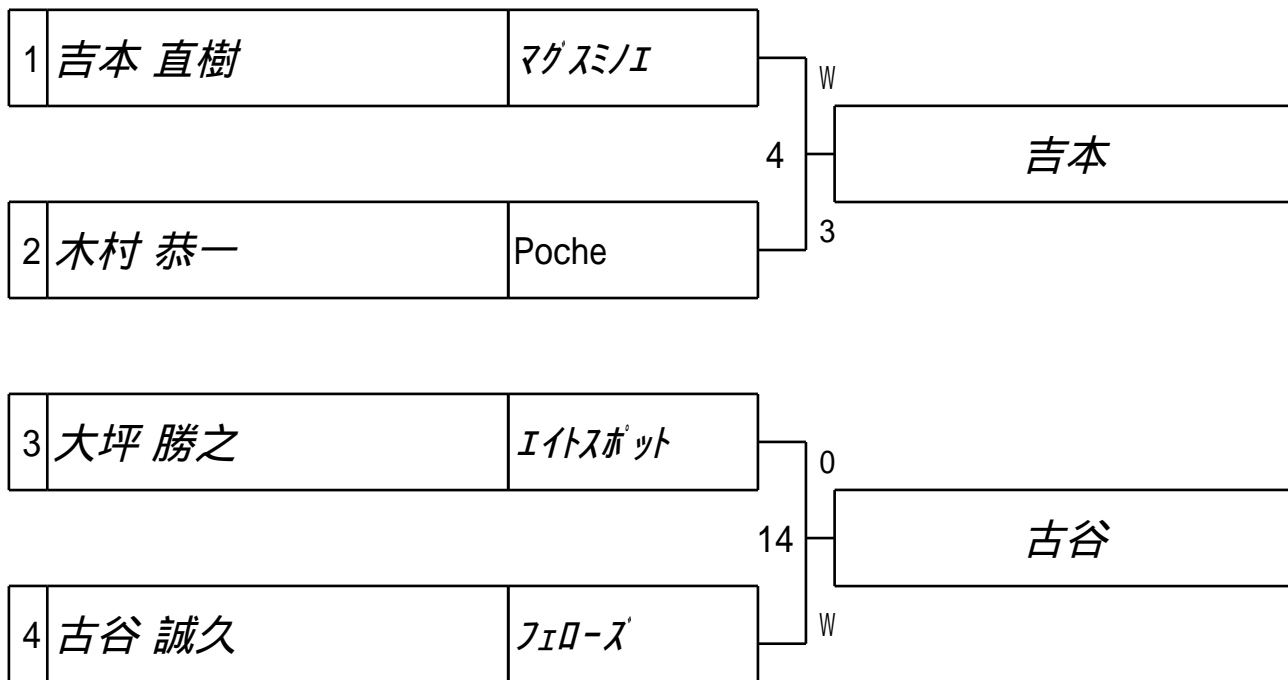 1 吉本 直樹 ﾏｸﾞｽﾐﾉｴ
W
4 吉本
2 木村 恭一 Poche
3
3 大坪 勝之 ｴｲﾄｽﾎﾟｯﾄ
0
14 古谷
4 古谷 誠久 ﾌｪﾛｰｽﾞ
W